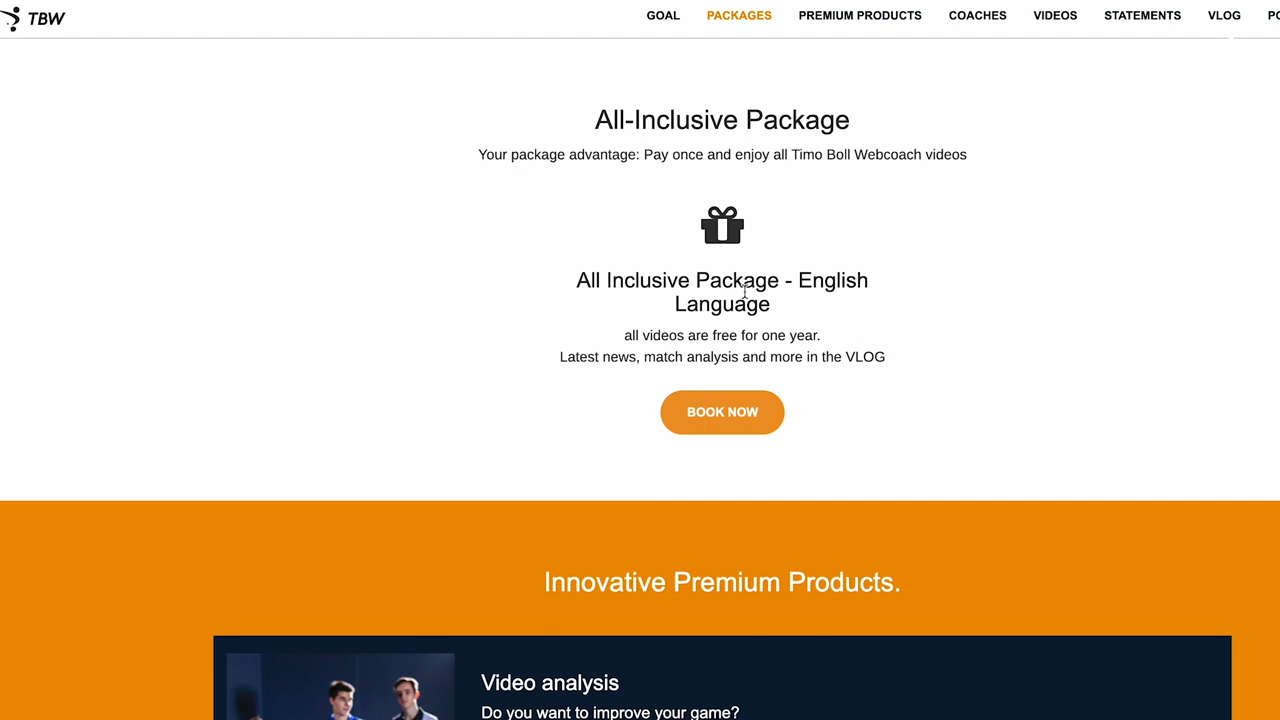 TBW
GOAL PACKAGES PREMIUM PRODUCTS COACHES VIDEOS STATEMENTS VLOG
All-Inclusive Package
Your package advantage: Pay once and enjoy all Timo Boll Webcoach videos
All Inclusive Package - English
Language
all videos are free for one year.
Latest news, match analysis and more in the VLOG
BOOK NOW
Innovative Premium Products.
Video analysis
Do you want to improve your game?